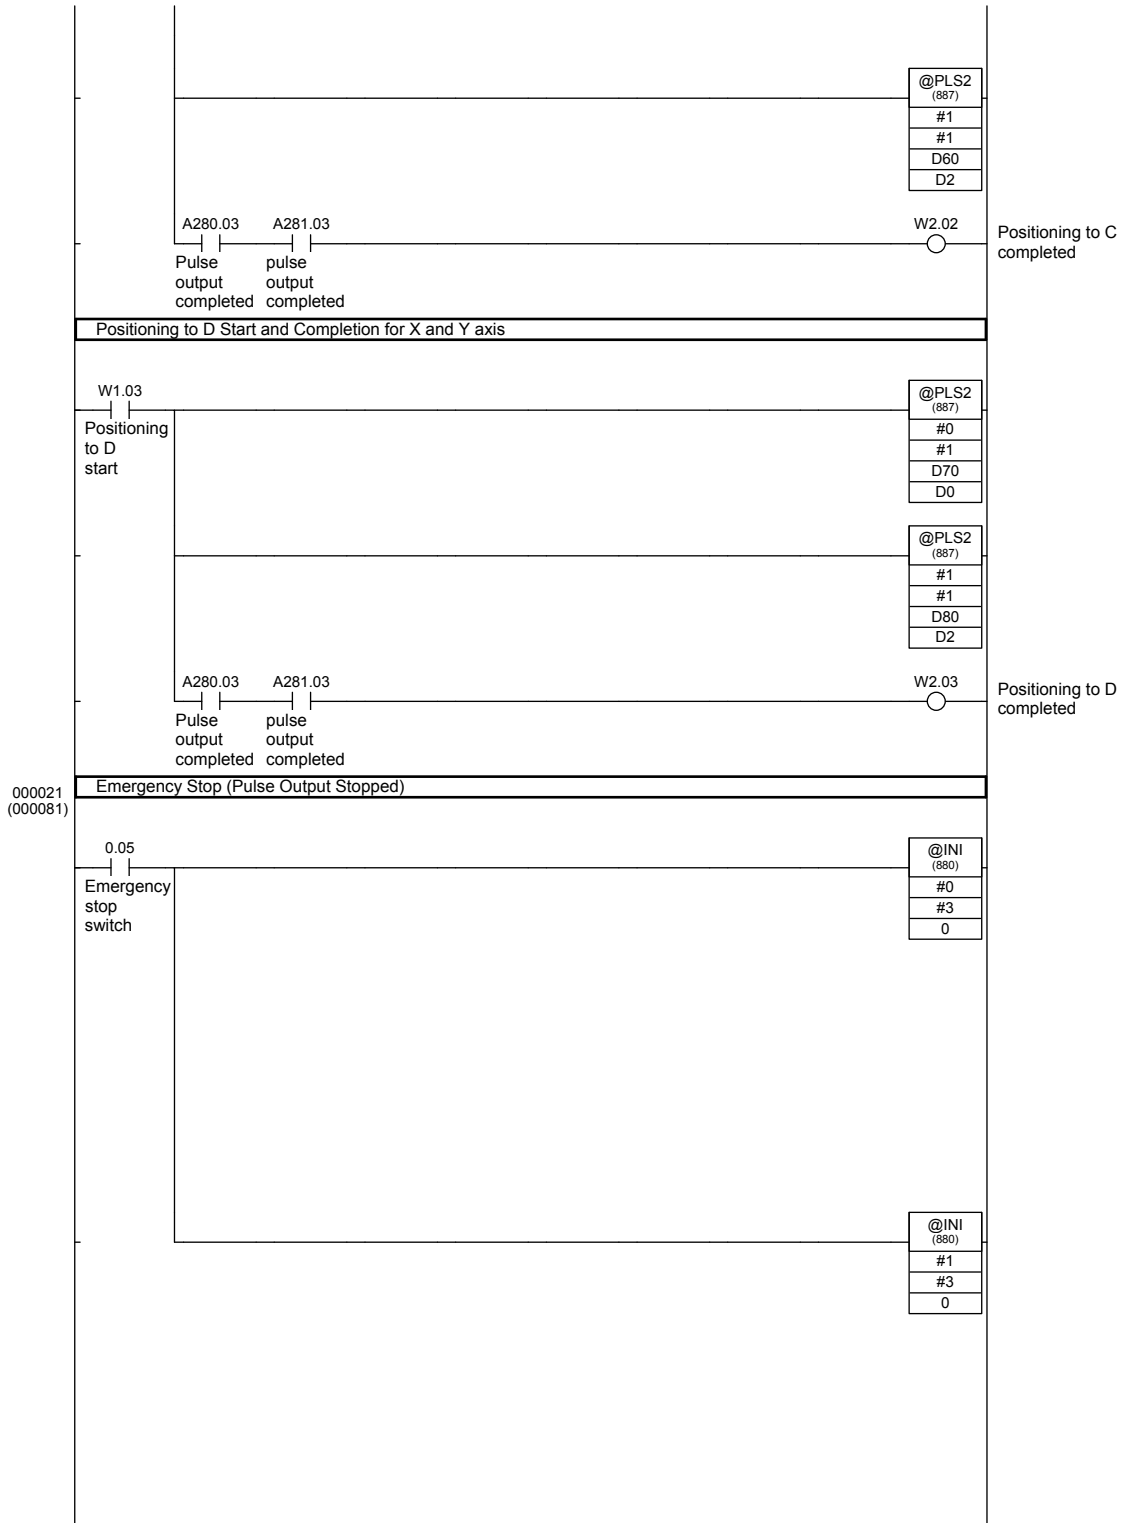 @PLS2
(887)
#1
#1
D60
D2
A280.03 A281.03 W2.02
Positioning to C
completed
Pulse pulse
output output
completed completed
Positioning to D Start and Completion for X and Y axis
W1.03
Positioning
to D
start
@PLS2
(887)
#0
#1
D70
D0
@PLS2
(887)
#1
#1
D80
D2
A280.03 A281.03 W2.03
Positioning to D
completed
Pulse pulse
output output
completed completed
000021
(000081)
Emergency Stop (Pulse Output Stopped)
0.05
Emergency
stop
switch
@INI
(880)
#0
#3
0
@INI
(880)
#1
#3
0